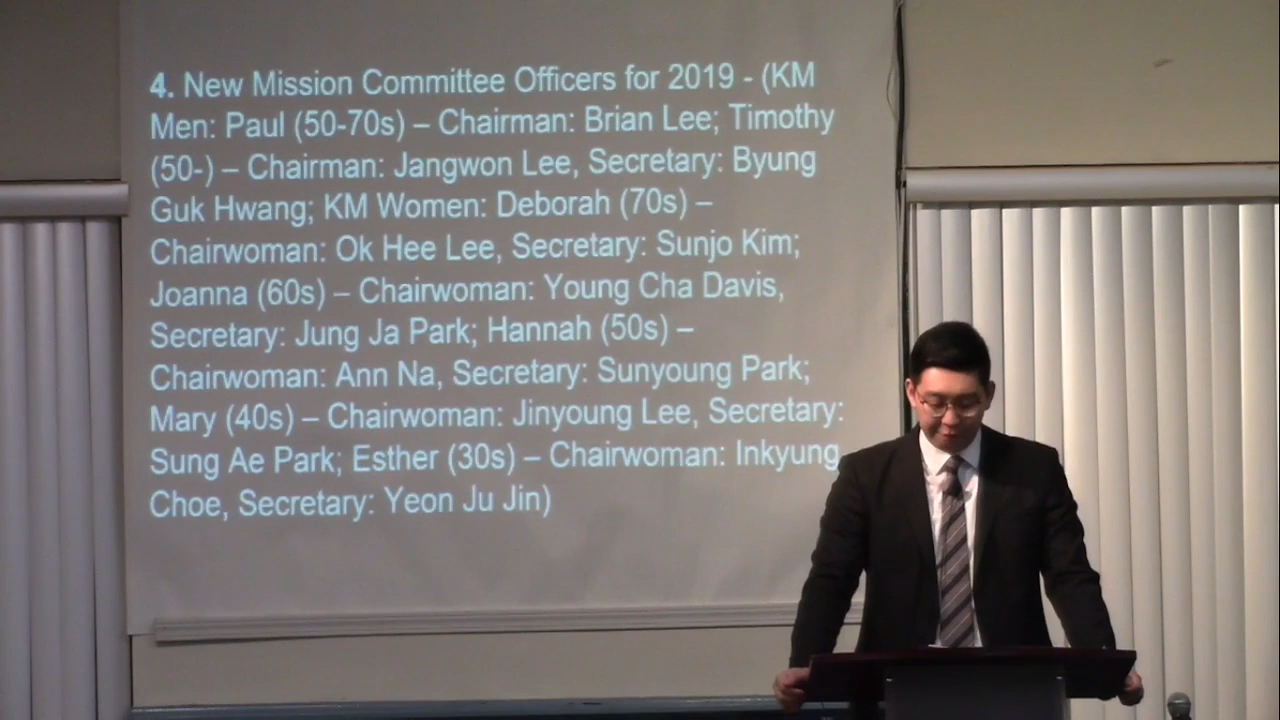 4. New Mission Committee Officers for 2019 - (KM
Men: Paul (50-70s) – Chairman: Brian Lee; Timothy
(50-) – Chairman: Jangwon Lee, Secretary: Byung
Guk Hwang; KM Women: Deborah (70s) –
Chairwoman: Ok Hee Lee, Secretary: Sunjo Kim;
Joanna (60s) – Chairwoman: Young Cha Davis,
Secretary: Jung Ja Park; Hannah (50s) –
Chairwoman: Ann Na, Secretary: Sunyoung Park;
Mary (40s) – Chairwoman: Jinyoung Lee, Secretary:
Sung Ae Park; Esther (30s) – Chairwoman: Inkyung
Choe, Secretary: Yeon Ju Jin)